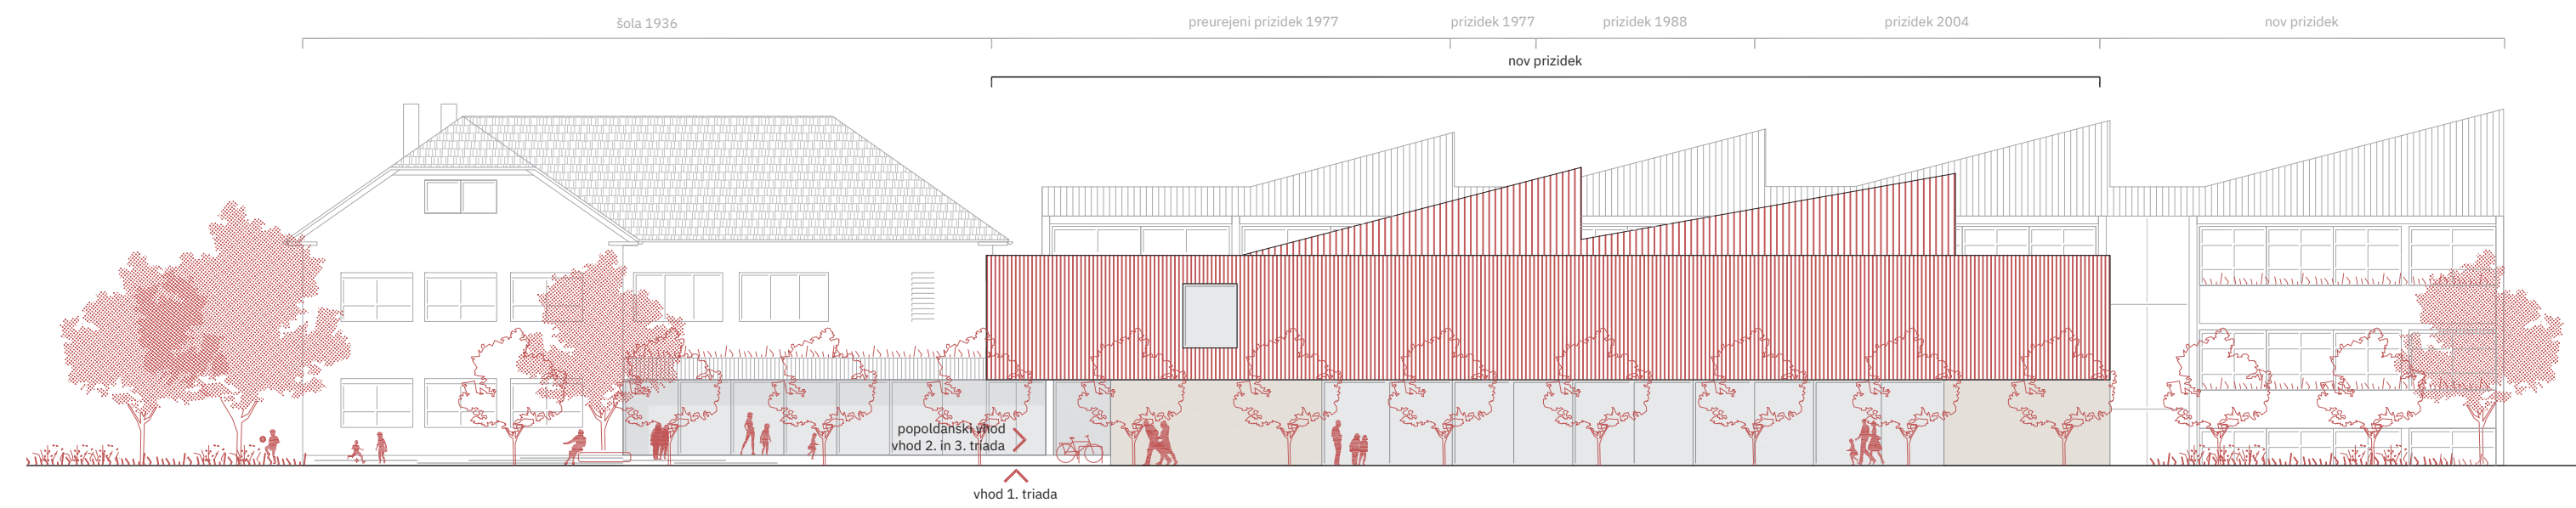 šola 1936
preurejeni prizidek 1977
prizidek 1977
prizidek 1988
prizidek 2004
nov prizidek
nov prizidek
popoldanski vhod
vhod 2. in 3. triada
vhod 1. triada